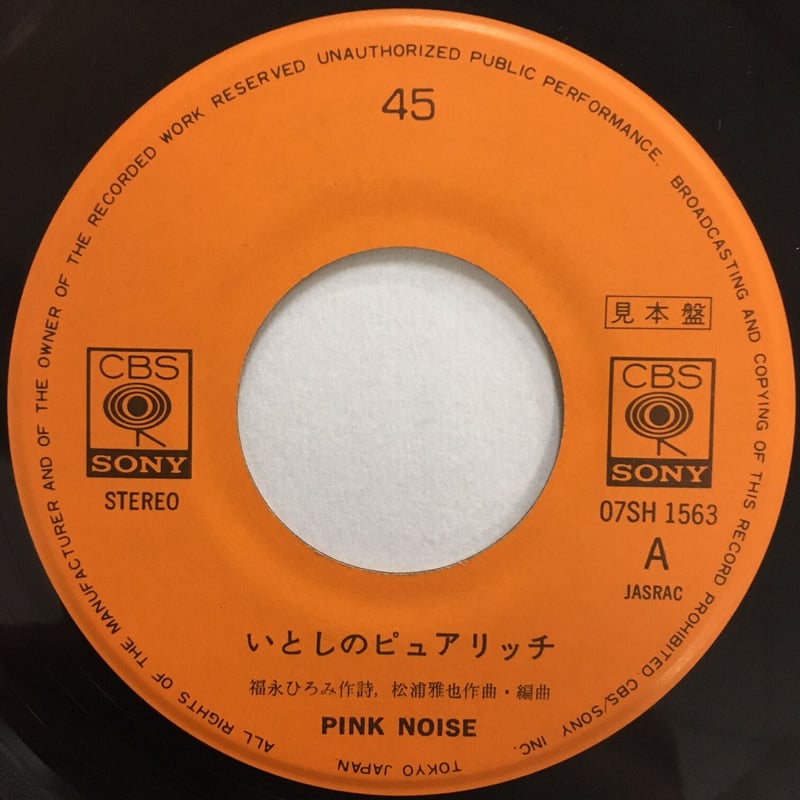 ALL RIGHTS OF THE MANUFACTURER AND OF THE OWNER OF THE RECORDED WORK RESERVED UNAUTHORIZED PUBLIC PERFORMANCE. BROADCASTING AND COPYING OF THIS RECORD PROHIBITED CBS/SONY INC.
TOKYO JAPAN.
45
CBS
SONY
STEREO
見本盤
CBS
SONY
07SH 1563
A
JASRAC
いとしのピュアリッチ
福永ひろみ作詩, 松浦雅也作曲・編曲
PINK NOISE